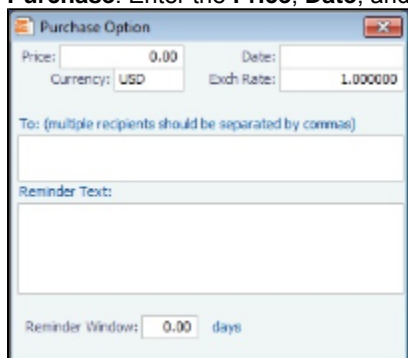 Purchase. Enter the Price, Date, and
Purchase Option
Price: 0.00 Date:
Currency: USD Exch Rate: 1.000000
To: (multiple recipients should be separated by commas)
Reminder Text:
Reminder Window: 0.00 days